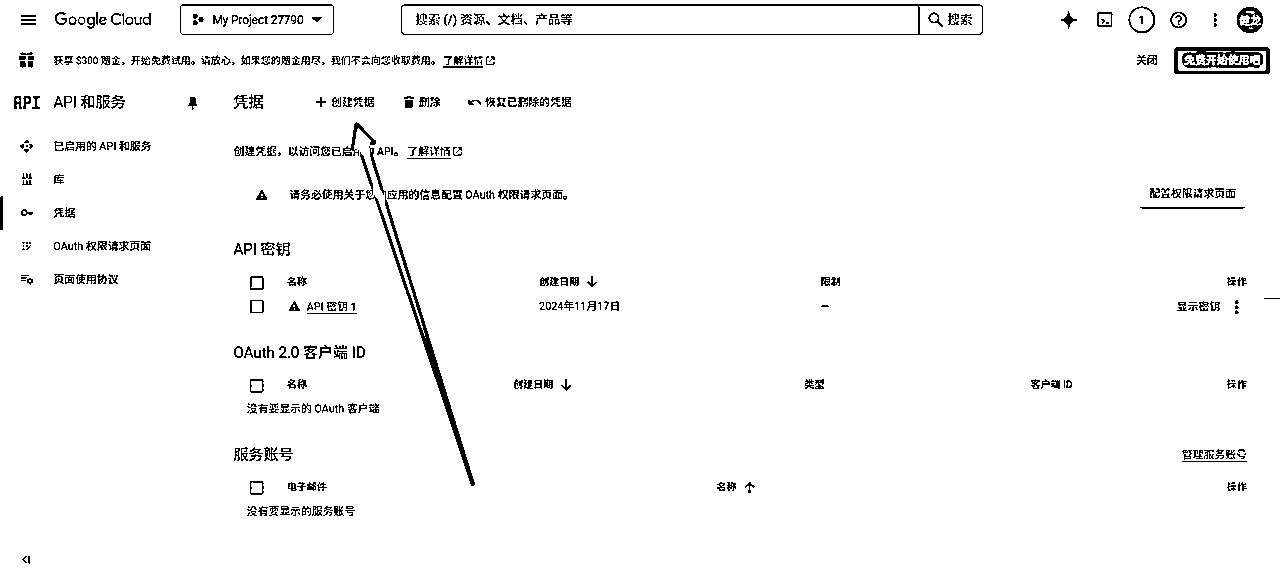 Google Cloud
My Project 27790
搜索 (/) 资源、文档、产品等
搜索
1
获享 $300 赠金，开始免费试用。请放心，如果您的赠金用尽，我们不会向您收取费用。 了解详情
关闭
免费开始使用吧
API API 和服务
凭据
+ 创建凭据
删除
恢复已删除的凭据
已启用的 API 和服务
库
凭据
OAuth 权限请求页面
页面使用协议
创建凭据，以访问您已启用 API。 了解详情
请务必使用关于您 应用的信息配置 OAuth 权限请求页面。
配置权限请求页面
API 密钥
名称 创建日期 限制 操作
API 密钥 1 2024年11月17日 – 显示密钥
OAuth 2.0 客户端 ID
名称 创建日期 类型 客户端 ID 操作
没有要显示的 OAuth 客户端
服务账号
管理服务账号
电子邮件 名称 操作
没有要显示的服务账号